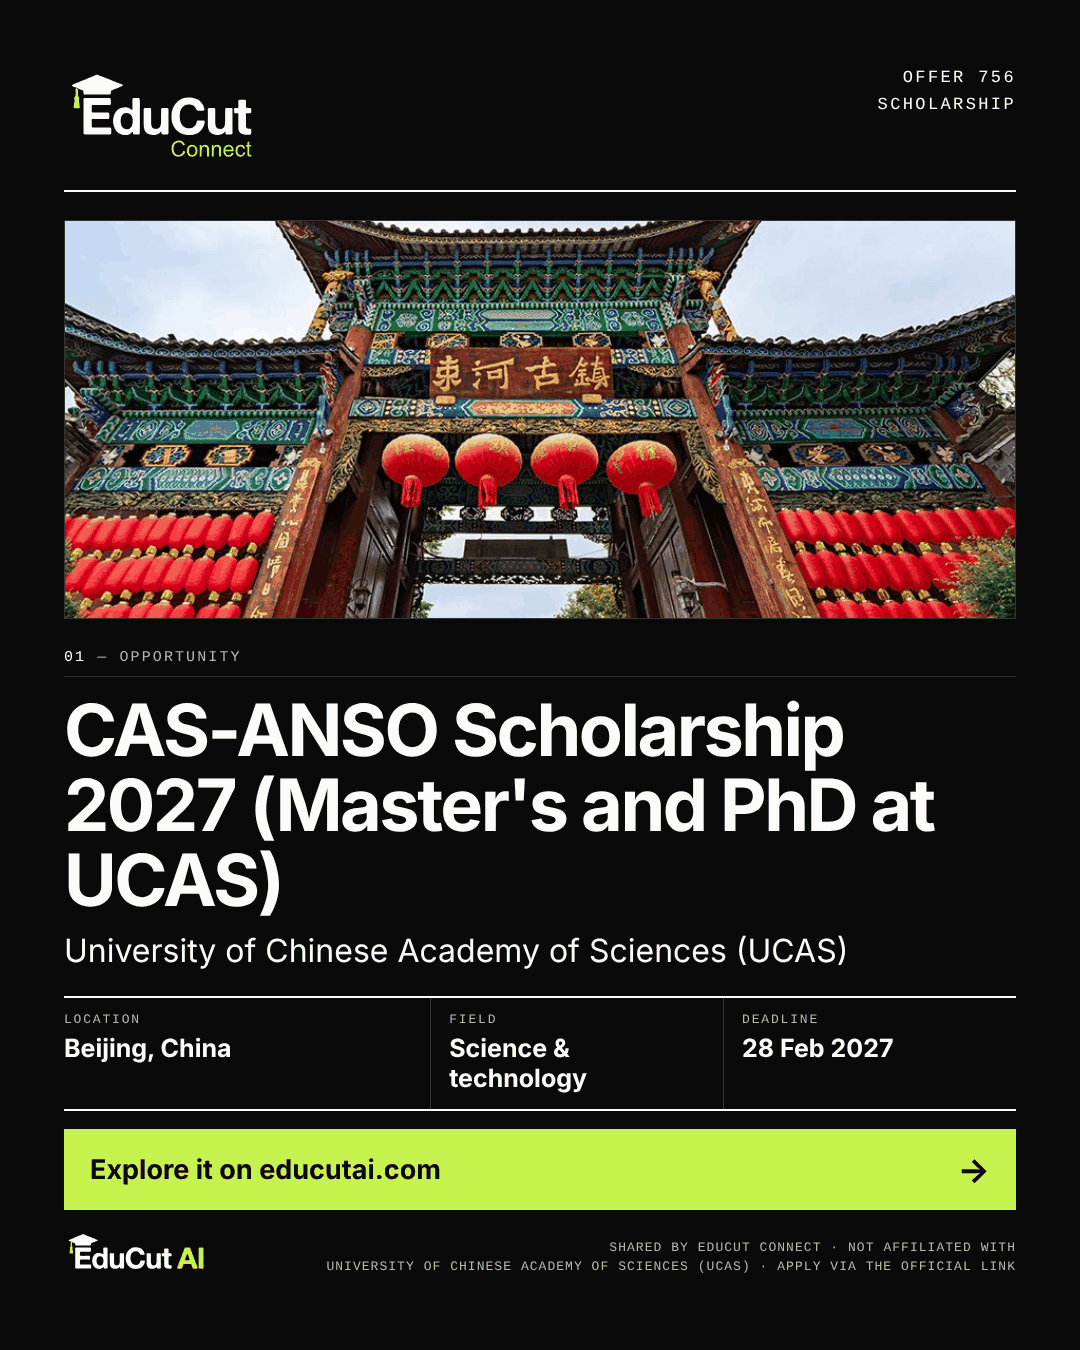 EduCut
Connect
OFFER 756
SCHOLARSHIP
束河古鎮
01 — OPPORTUNITY
CAS-ANSO Scholarship
2027 (Master's and PhD at
UCAS)
University of Chinese Academy of Sciences (UCAS)
LOCATION
Beijing, China
FIELD
Science &
technology
DEADLINE
28 Feb 2027
Explore it on educutai.com →
EduCut AI
SHARED BY EDUCUT CONNECT · NOT AFFILIATED WITH
UNIVERSITY OF CHINESE ACADEMY OF SCIENCES (UCAS) · APPLY VIA THE OFFICIAL LINK